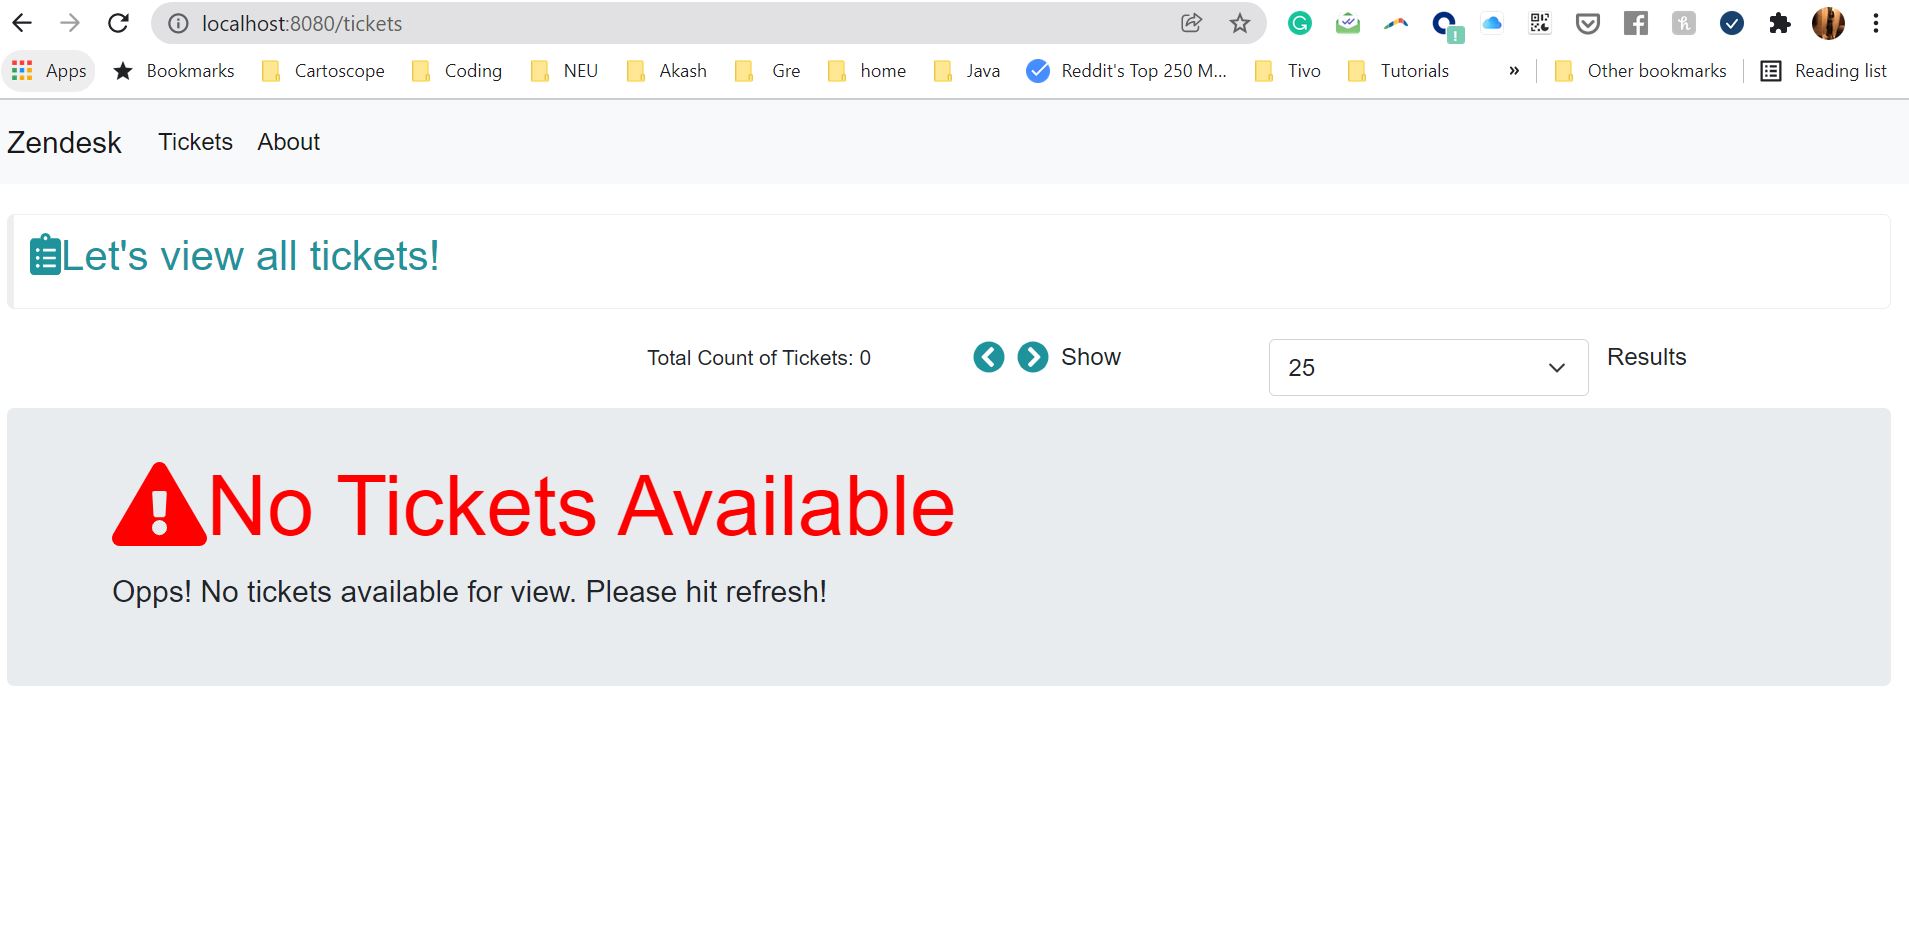 localhost:8080/tickets
Apps Bookmarks Cartoscope Coding NEU Akash Gre home Java Reddit's Top 250 M... Tivo Tutorials » Other bookmarks Reading list
Zendesk Tickets About
Let's view all tickets!
Total Count of Tickets: 0 Show 25 Results
No Tickets Available
Opps! No tickets available for view. Please hit refresh!